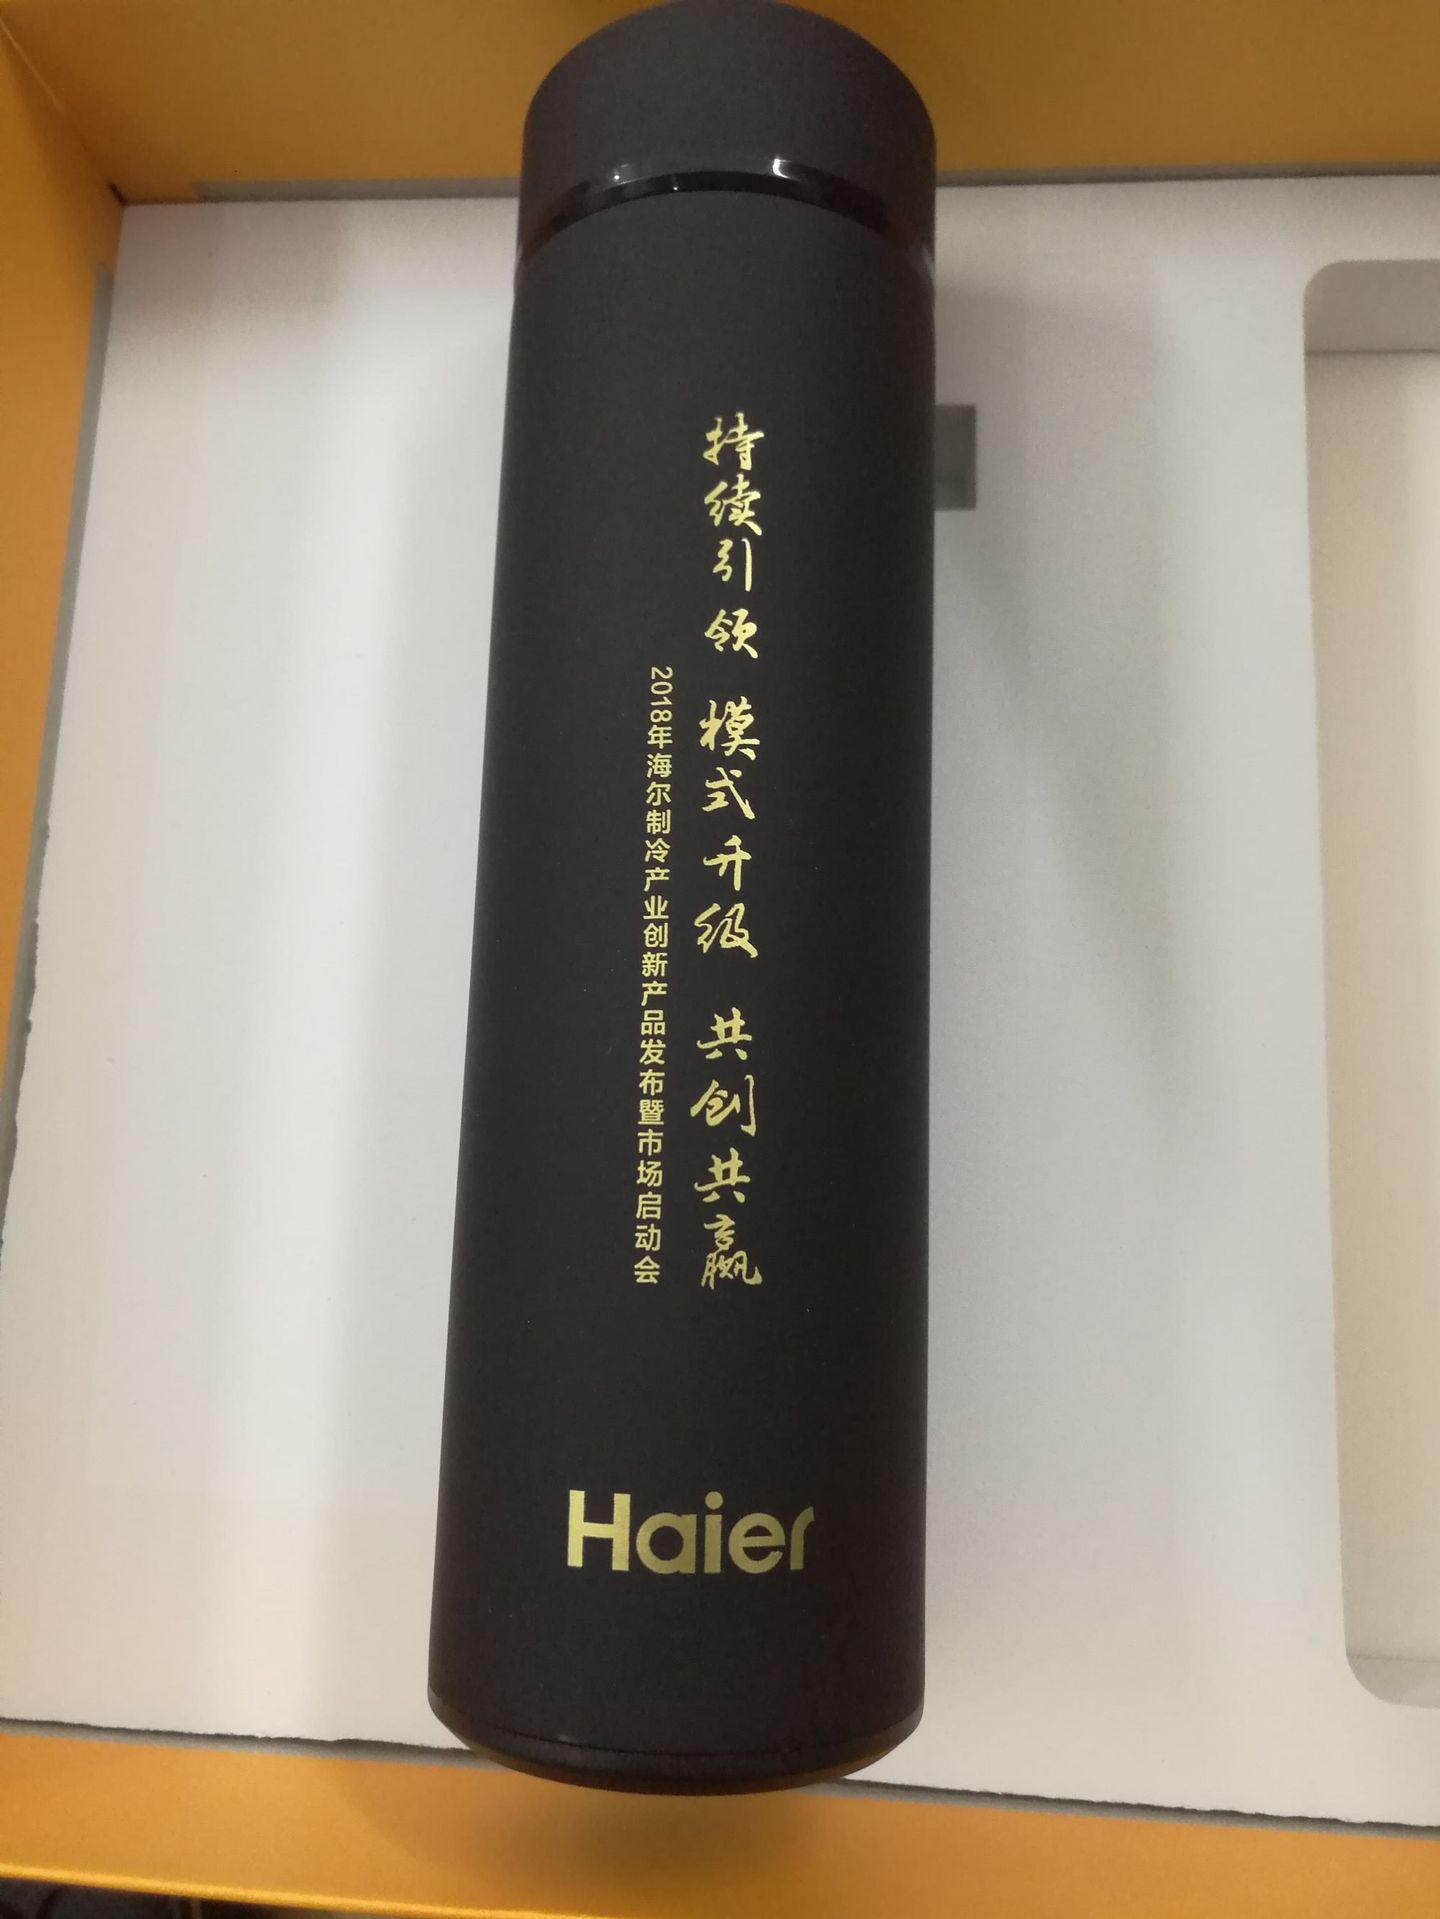 持续引领 模式升级 共创共赢
2018年海尔制冷产业创新产品发布暨市场启动会
Haier